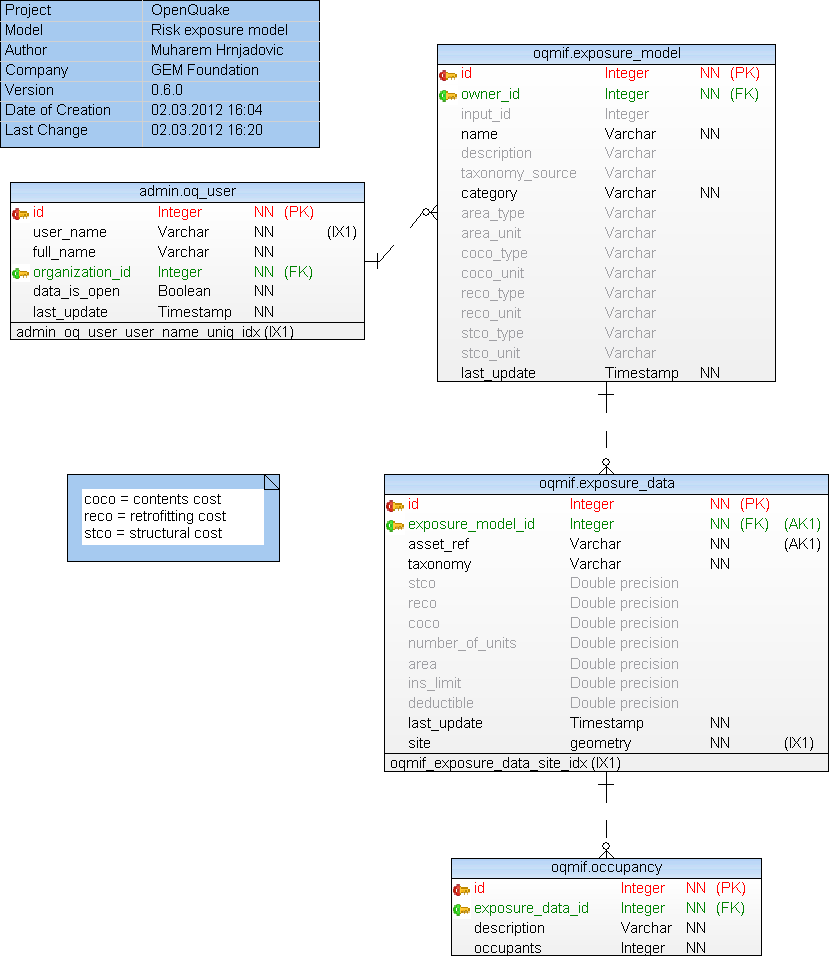 Project OpenQuake
Model Risk exposure model
Author Muharem Hrnjadovic
Company GEM Foundation
Version 0.6.0
Date of Creation 02.03.2012 16:04
Last Change 02.03.2012 16:20
admin.oq_user
id Integer NN (PK)
user_name Varchar NN (IX1)
full_name Varchar NN
organization_id Integer NN (FK)
data_is_open Boolean NN
last_update Timestamp NN
admin_oq_user_user_name_uniq_idx (IX1)
oqmif.exposure_model
id Integer NN (PK)
owner_id Integer NN (FK)
input_id Integer
name Varchar NN
description Varchar
taxonomy_source Varchar
category Varchar NN
area_type Varchar
area_unit Varchar
coco_type Varchar
coco_unit Varchar
reco_type Varchar
reco_unit Varchar
stco_type Varchar
stco_unit Varchar
last_update Timestamp NN
coco = contents cost
reco = retrofitting cost
stco = structural cost
oqmif.exposure_data
id Integer NN (PK)
exposure_model_id Integer NN (FK) (AK1)
asset_ref Varchar NN (AK1)
taxonomy Varchar NN
stco Double precision
reco Double precision
coco Double precision
number_of_units Double precision
area Double precision
ins_limit Double precision
deductible Double precision
last_update Timestamp NN
site geometry NN (IX1)
oqmif_exposure_data_site_idx (IX1)
oqmif.occupancy
id Integer NN (PK)
exposure_data_id Integer NN (FK)
description Varchar NN
occupants Integer NN